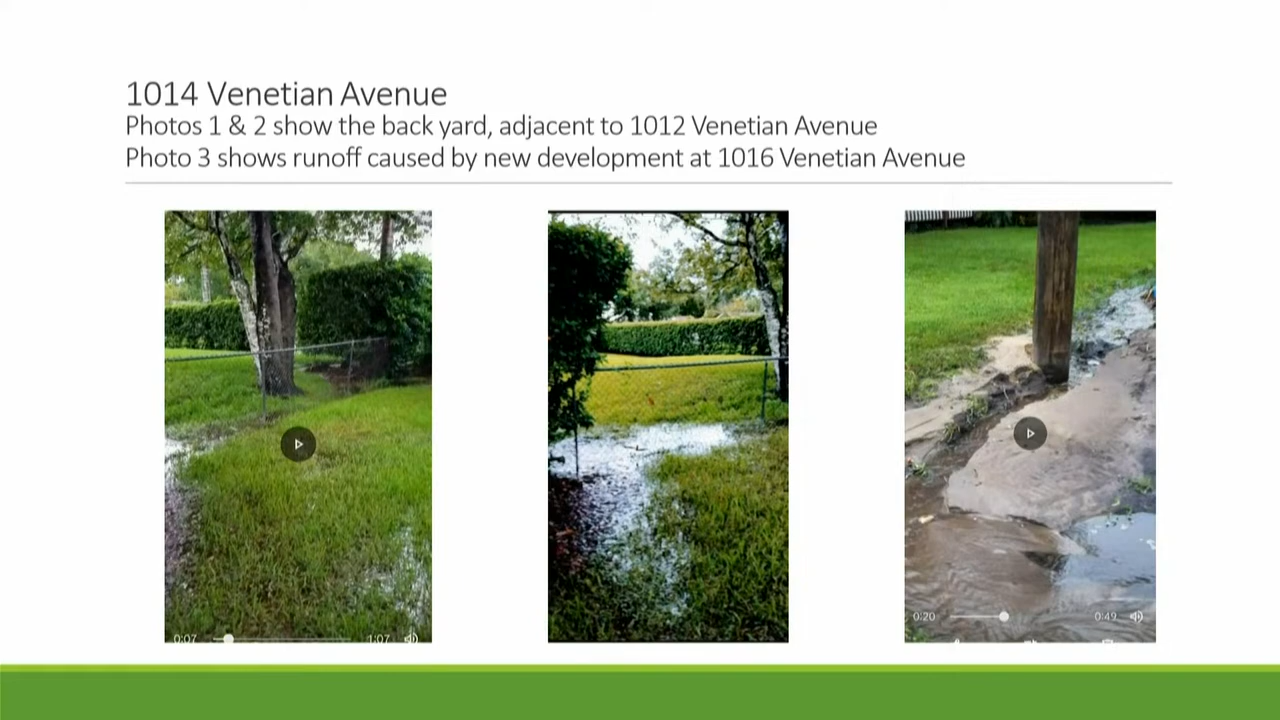 1014 Venetian Avenue
Photos 1 & 2 show the back yard, adjacent to 1012 Venetian Avenue
Photo 3 shows runoff caused by new development at 1016 Venetian Avenue
0:07
1:07
0:20
0:49